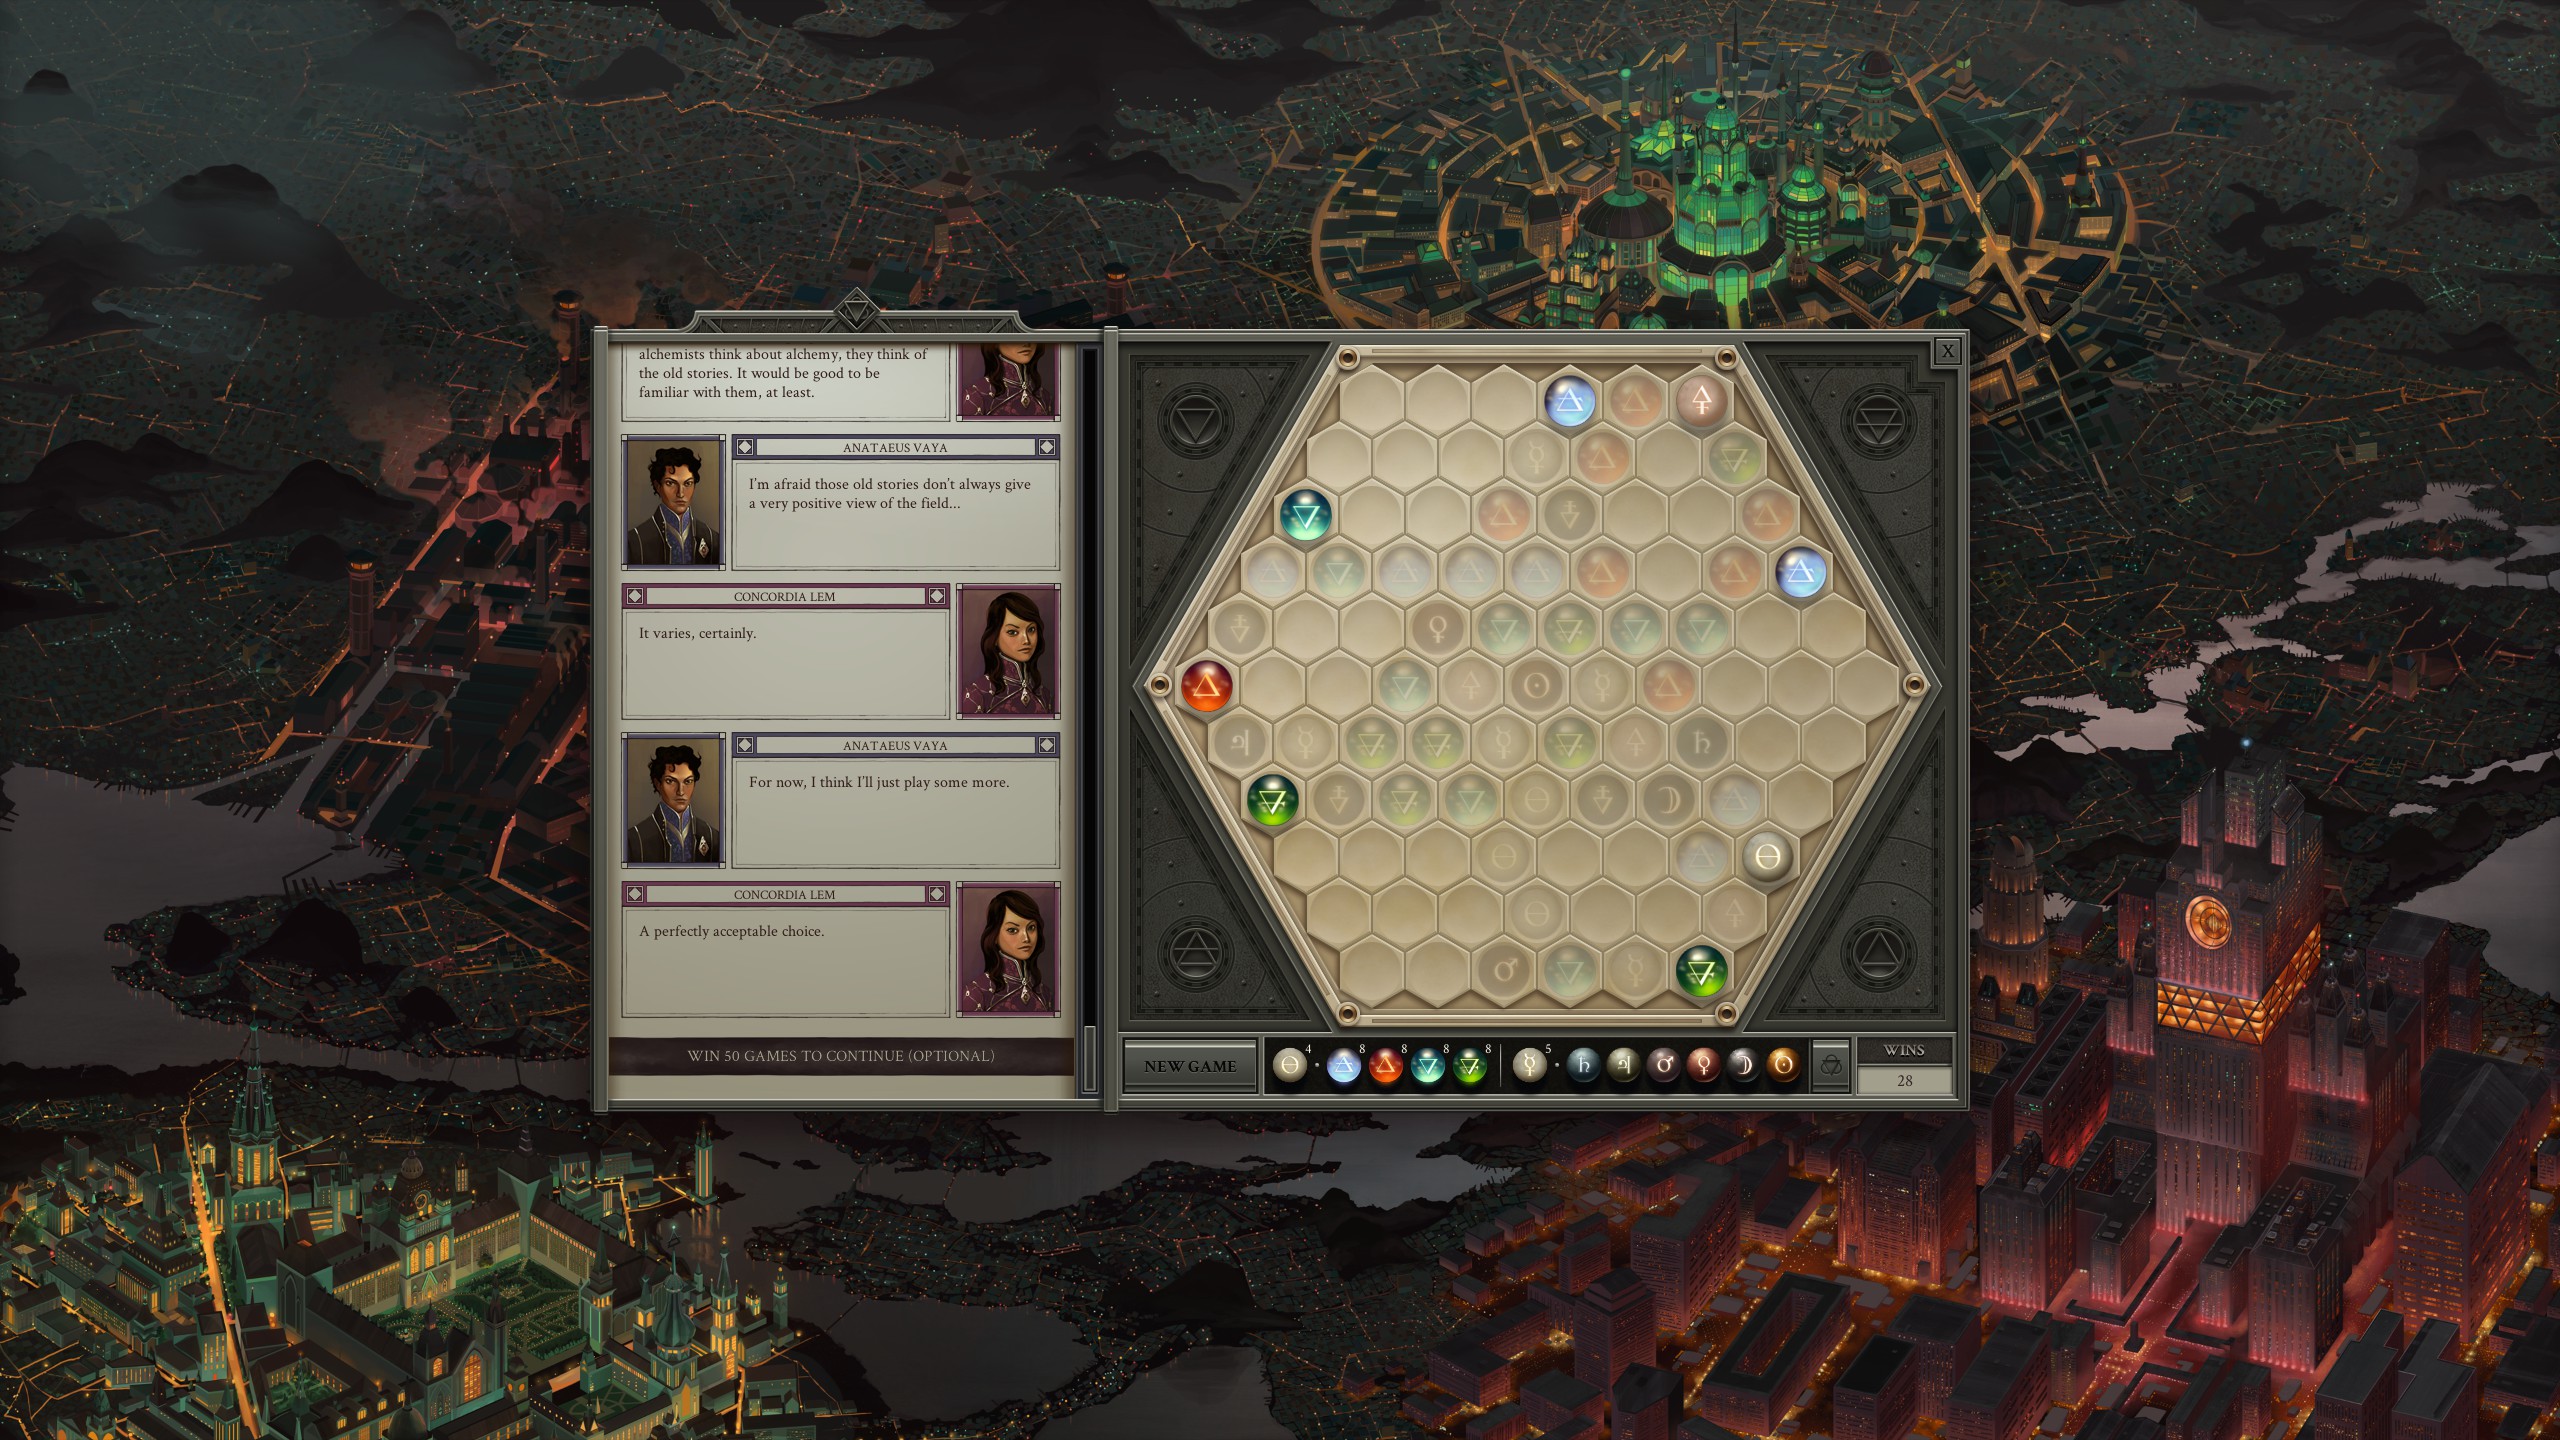 alchemists think about alchemy, they think of
the old stories. It would be good to be
familiar with them, at least.
ANATAEUS VAYA
I'm afraid those old stories don't always give
a very positive view of the field...
CONCORDIA LEM
It varies, certainly.
ANATAEUS VAYA
For now, I think I'll just play some more.
CONCORDIA LEM
A perfectly acceptable choice.
WIN 50 GAMES TO CONTINUE (OPTIONAL)
X
NEW GAME
4 8 8 8 8 5
WINS
28